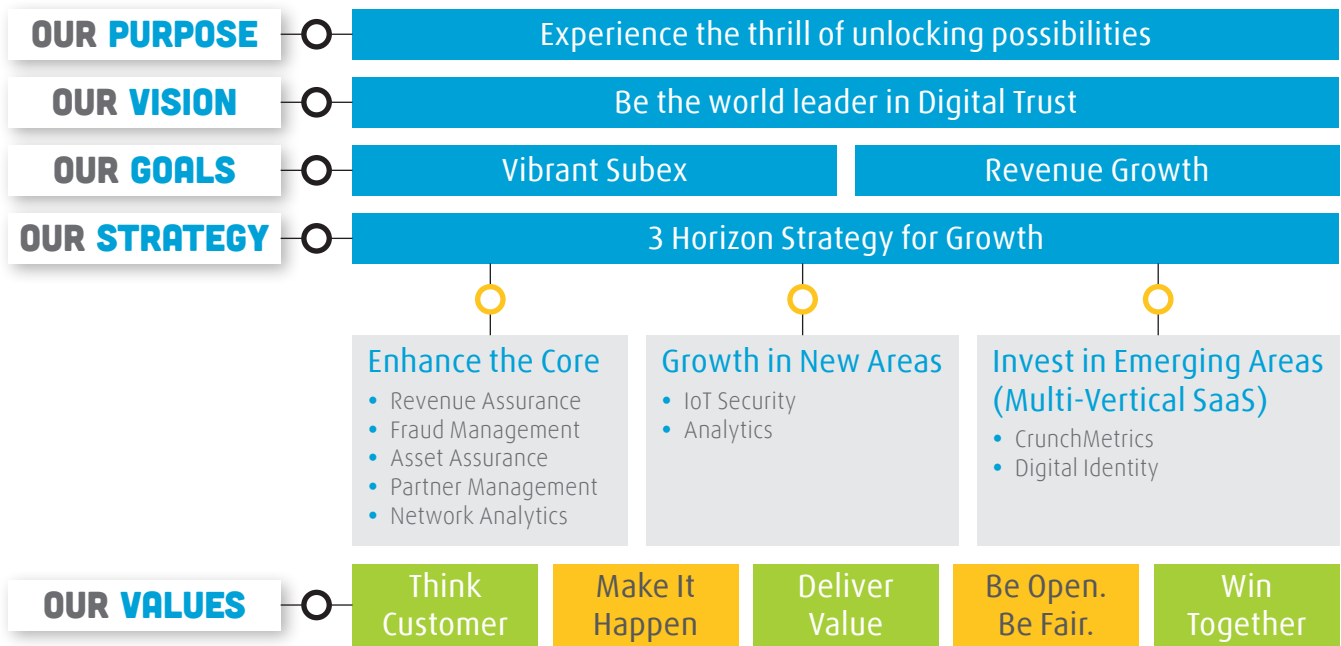 OUR PURPOSE
Experience the thrill of unlocking possibilities
OUR VISION
Be the world leader in Digital Trust
OUR GOALS
Vibrant Subex
Revenue Growth
OUR STRATEGY
3 Horizon Strategy for Growth
Enhance the Core
• Revenue Assurance
• Fraud Management
• Asset Assurance
• Partner Management
• Network Analytics
Growth in New Areas
• IoT Security
• Analytics
Invest in Emerging Areas
(Multi-Vertical SaaS)
• CrunchMetrics
• Digital Identity
OUR VALUES
Think
Customer
Make It
Happen
Deliver
Value
Be Open.
Be Fair.
Win
Together